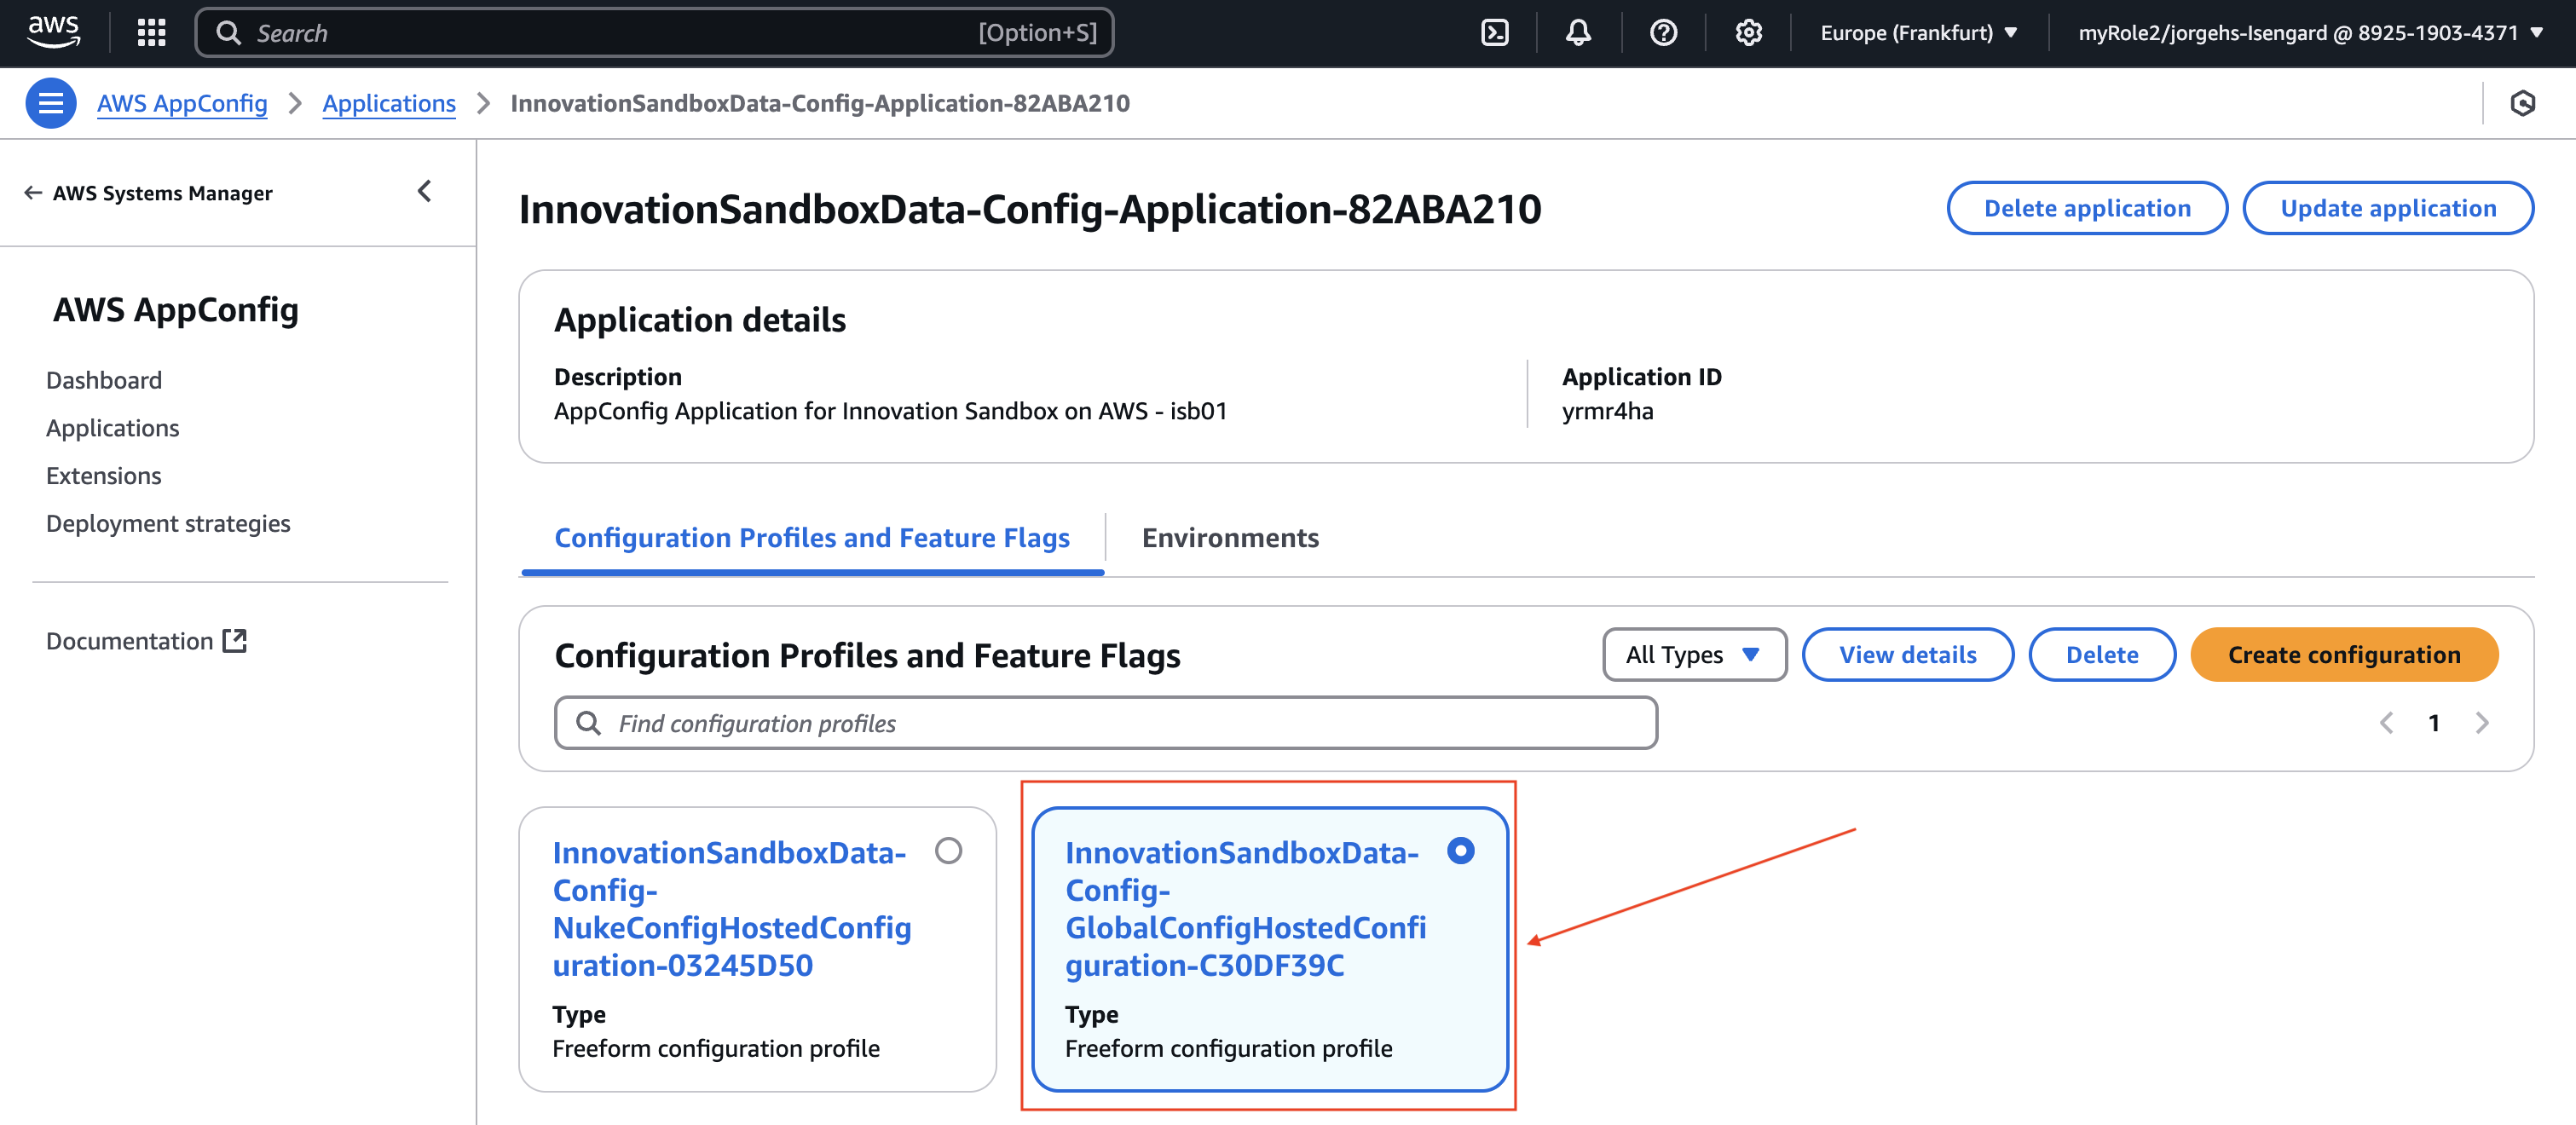 aws
Search [Option+S]
Europe (Frankfurt)
myRole2/jorgehs-Isengard @ 8925-1903-4371
AWS AppConfig
Applications
InnovationSandboxData-Config-Application-82ABA210
AWS Systems Manager
AWS AppConfig
Dashboard
Applications
Extensions
Deployment strategies
Documentation
InnovationSandboxData-Config-Application-82ABA210
Delete application
Update application
Application details
Description
AppConfig Application for Innovation Sandbox on AWS - isb01
Application ID
yrmr4ha
Configuration Profiles and Feature Flags
Environments
Configuration Profiles and Feature Flags
All Types
View details
Delete
Create configuration
Find configuration profiles
1
InnovationSandboxData-
Config-
NukeConfigHostedConfig
uration-03245D50
Type
Freeform configuration profile
InnovationSandboxData-
Config-
GlobalConfigHostedConfi
guration-C30DF39C
Type
Freeform configuration profile